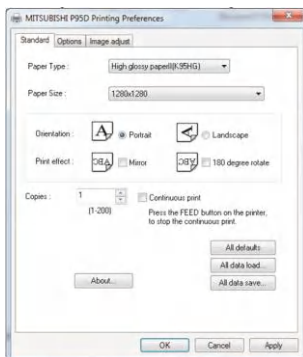 MITSUBISHI P95D Printing Preferences
Standard Options Image adjust
Paper Type : High glossy paperII(K95HG)
Paper Size : 1280x1280
Orientation : A Portrait A Landscape
Print effect : ABC Mirror ABC 180 degree rotate
Copies : 1 Continuous print
(1-200) Press the FEED button on the printer,
to stop the continuous print.
All defaults
All data load...
About... All data save...
OK Cancel Apply